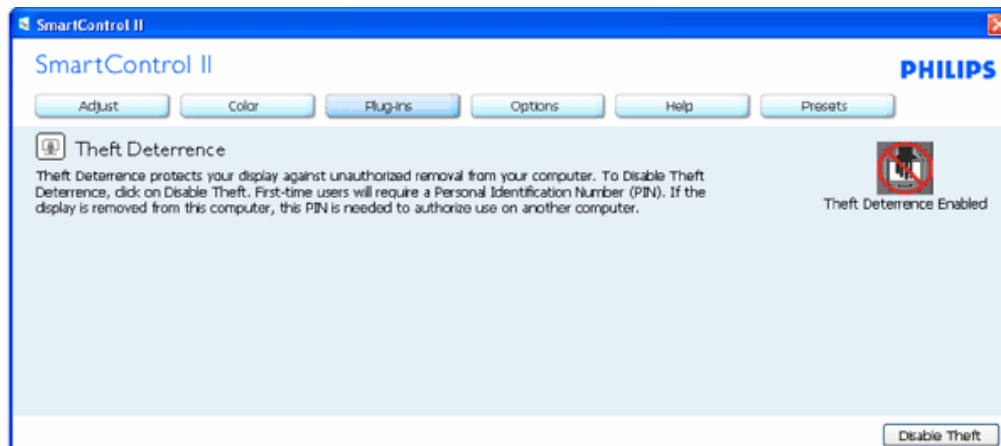 SmartControl II
SmartControl II
PHILIPS
Adjust
Color
Plug-Ins
Options
Help
Presets
Theft Deterrence
Theft Deterrence protects your display against unauthorized removal from your computer. To Disable Theft
Deterrence, click on Disable Theft. First-time users will require a Personal Identification Number (PIN). If the
display is removed from this computer, this PIN is needed to authorize use on another computer.
Theft Deterrence Enabled
Disable Theft